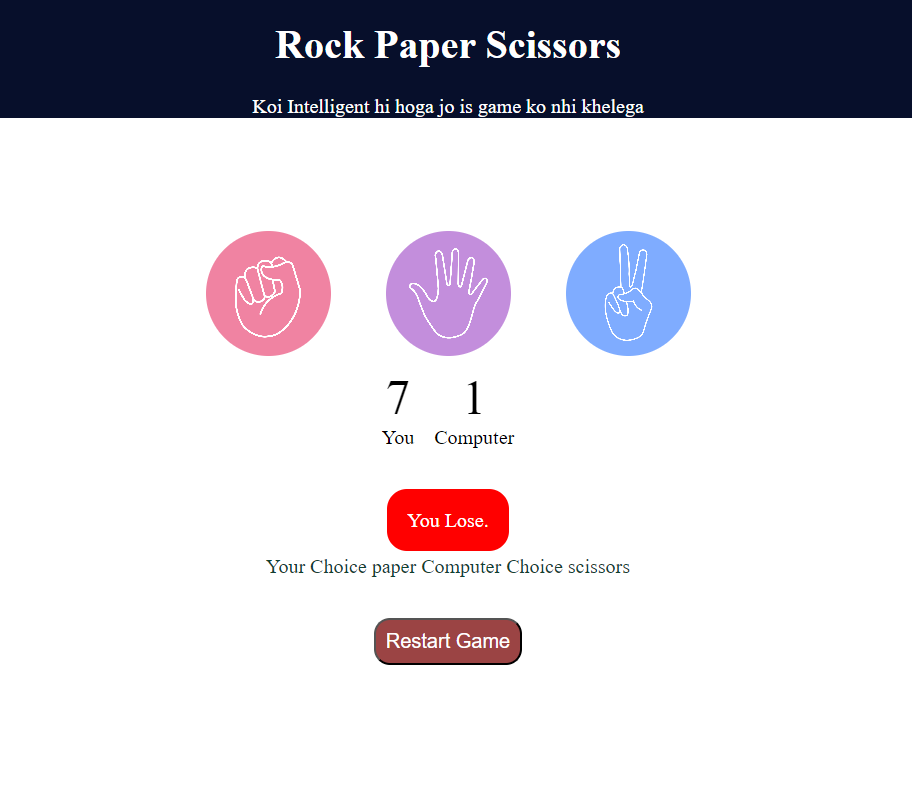 Rock Paper Scissors
Koi Intelligent hi hoga jo is game ko nhi khelega
7 1
You Computer
You Lose.
Your Choice paper Computer Choice scissors
Restart Game